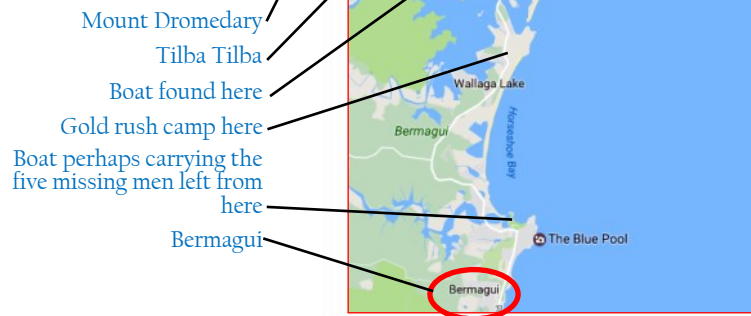 Mount Dromedary
Tilba Tilba
Boat found here
Gold rush camp here
Boat perhaps carrying the
five missing men left from
here
Bermagui
Wallaga Lake
Bermagui
Horseshoe Bay
The Blue Pool
Bermagui